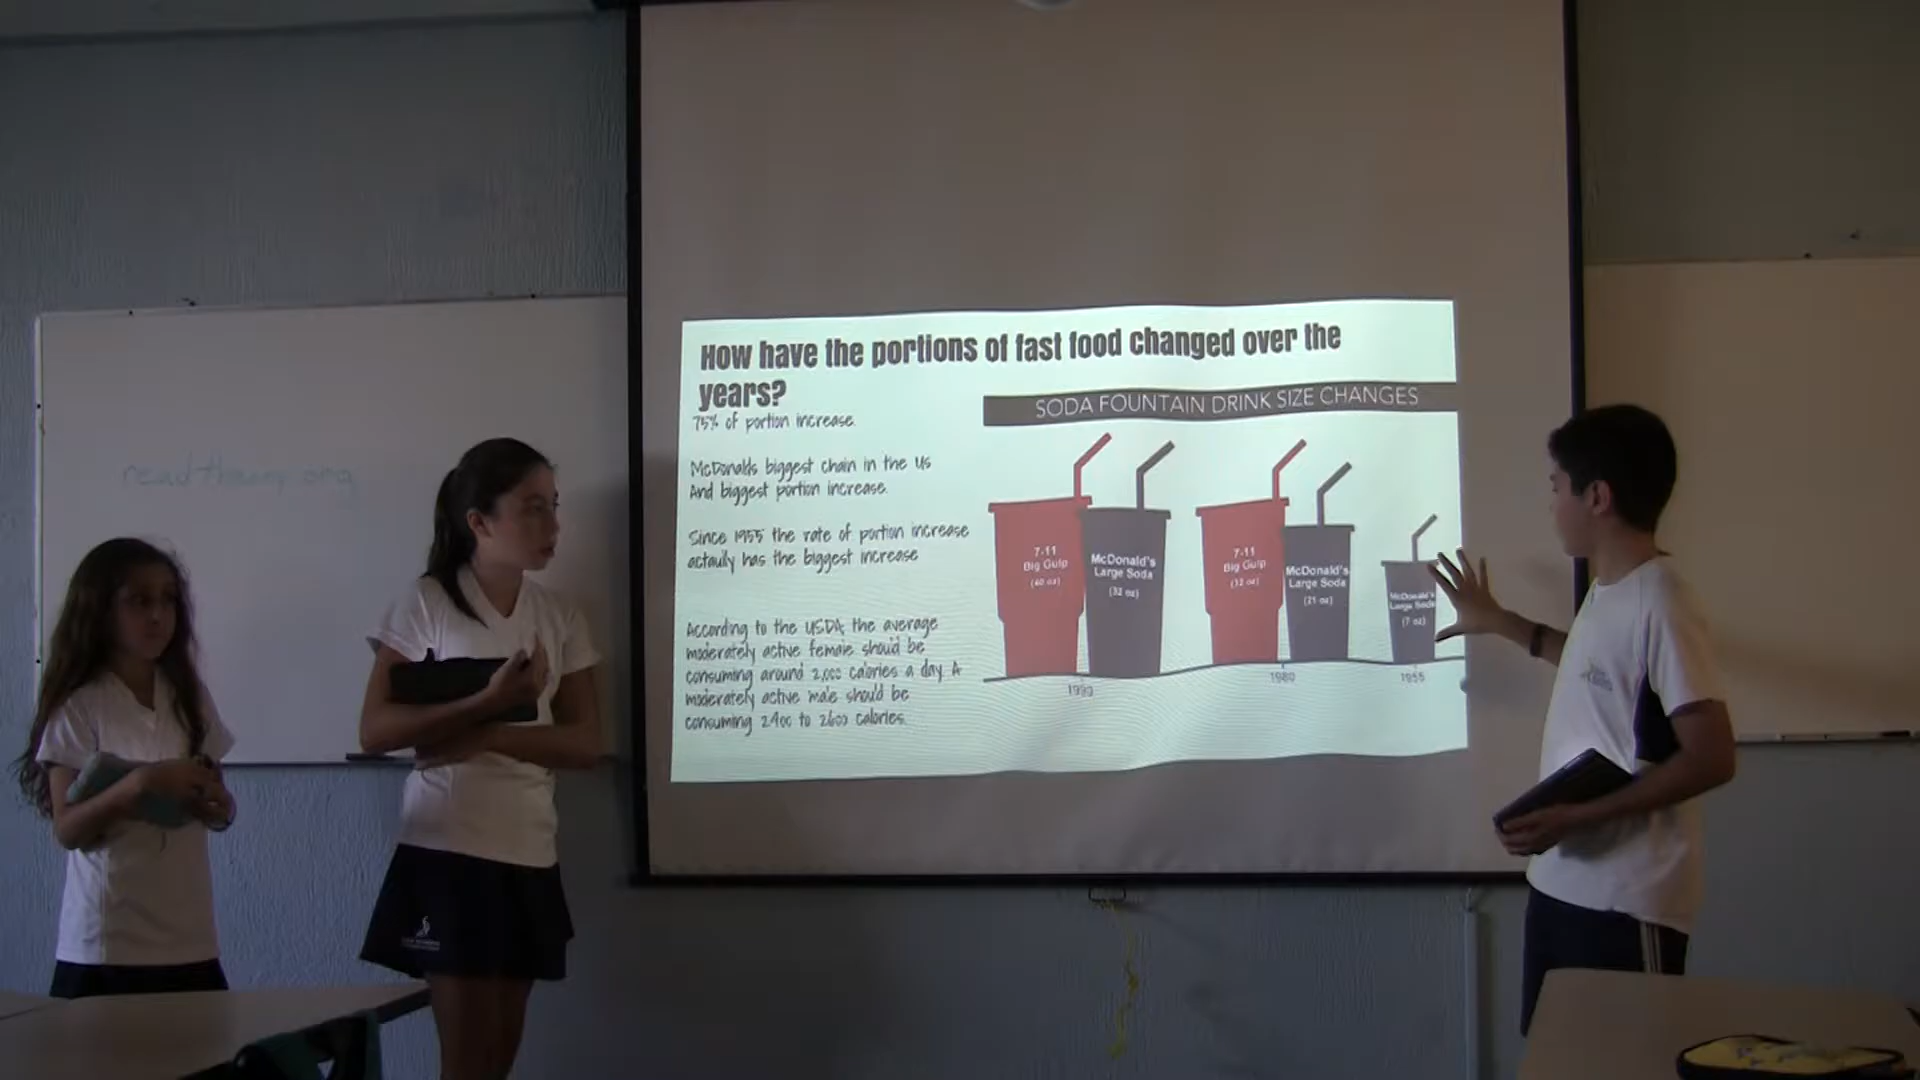 How have the portions of fast food changed over the
years?
75% of portion increase.
McDonalds biggest chain in the US
And biggest portion increase.
Since 1955 the rate of portion increase
actaully has the biggest increase
According to the USDA, the average
moderately active female should be
consuming around 2,000 calories a day. A
moderately active male should be
consuming 2400 to 2600 calories.
SODA FOUNTAIN DRINK SIZE CHANGES
7-11
Big Gulp
(40 oz)
McDonald's
Large Soda
(32 oz)
7-11
Big Gulp
(32 oz)
McDonald's
Large Soda
(21 oz)
McDonald's
Large Soda
(7 oz)
1980
1955
readtheory.org